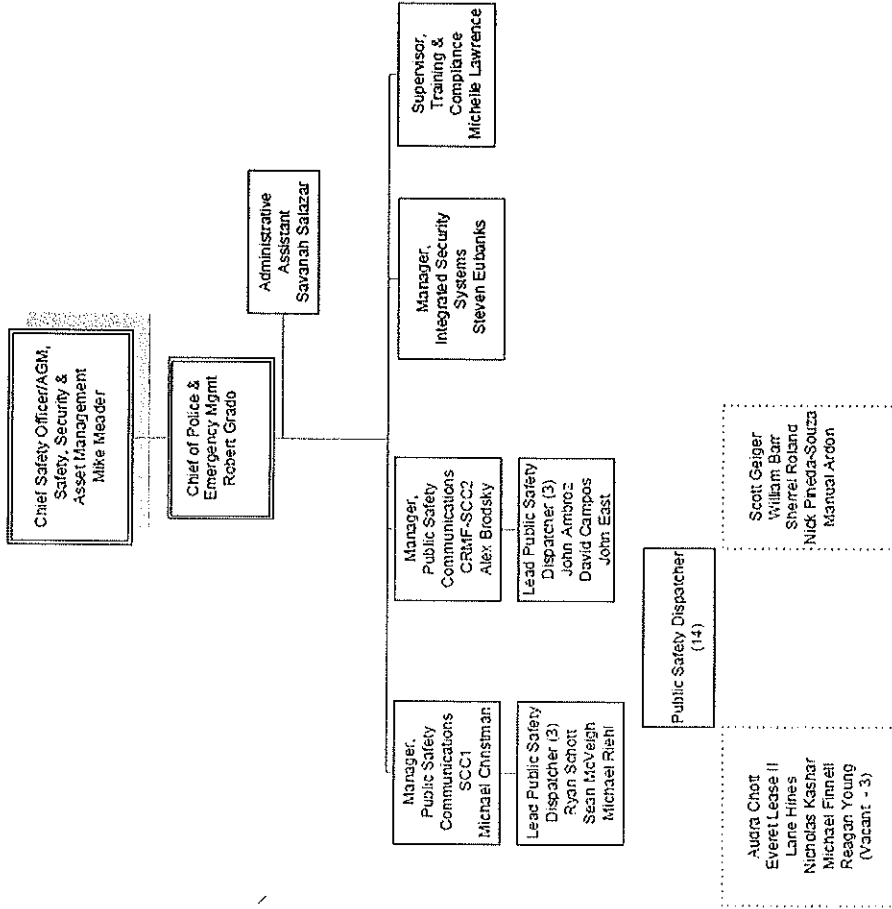 Chief Safety Officer/AGM,
Safety, Security &
Asset Management
Mike Meader
Chief of Police &
Emergency Mgmt
Robert Grado
Administrative
Assistant
Savanah Salazar
Manager,
Public Safety
Communications
SCC1
Michael Christman
Manager,
Public Safety
Communications
CRMF-SCC2
Alex Brodsky
Manager,
Integrated Security
Systems
Steven Eubanks
Supervisor,
Training &
Compliance
Michelle Lawrence
Lead Public Safety
Dispatcher (3)
Ryan Schott
Sean McVeigh
Michael Riehl
Lead Public Safety
Dispatcher (3)
John Ambroz
David Campos
John East
Public Safety Dispatcher
(14)
Audra Chott
Everet Lease II
Lane Hines
Nicholas Kashar
Michael Finnell
Reagan Young
(Vacant - 3)
Scott Geiger
William Barr
Sherrel Roland
Nick Pineda-Souza
Manual Ardon